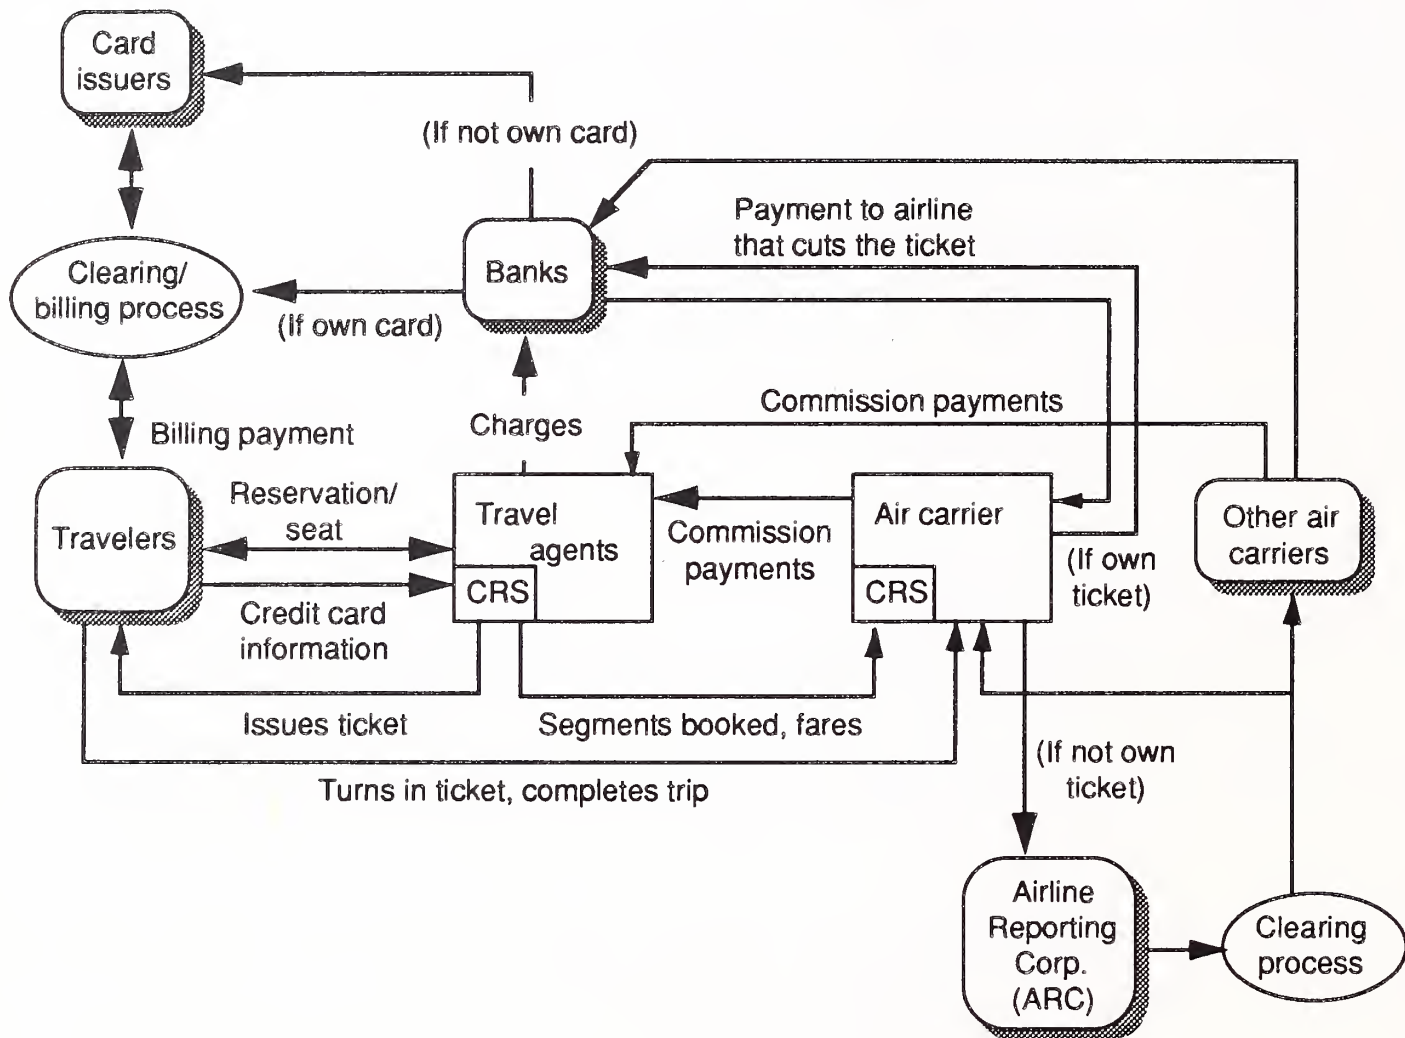 Card
issuers
(If not own card)
Payment to airline
that cuts the ticket
Banks
Clearing/
billing process
(If own card)
Commission payments
Charges
Billing payment
Travelers
Reservation/
seat
Travel
agents
CRS
Commission
payments
Air carrier
CRS
(If own
ticket)
Other air
carriers
Credit card
information
Issues ticket
Segments booked, fares
Turns in ticket, completes trip
(If not own
ticket)
Airline
Reporting
Corp.
(ARC)
Clearing
process